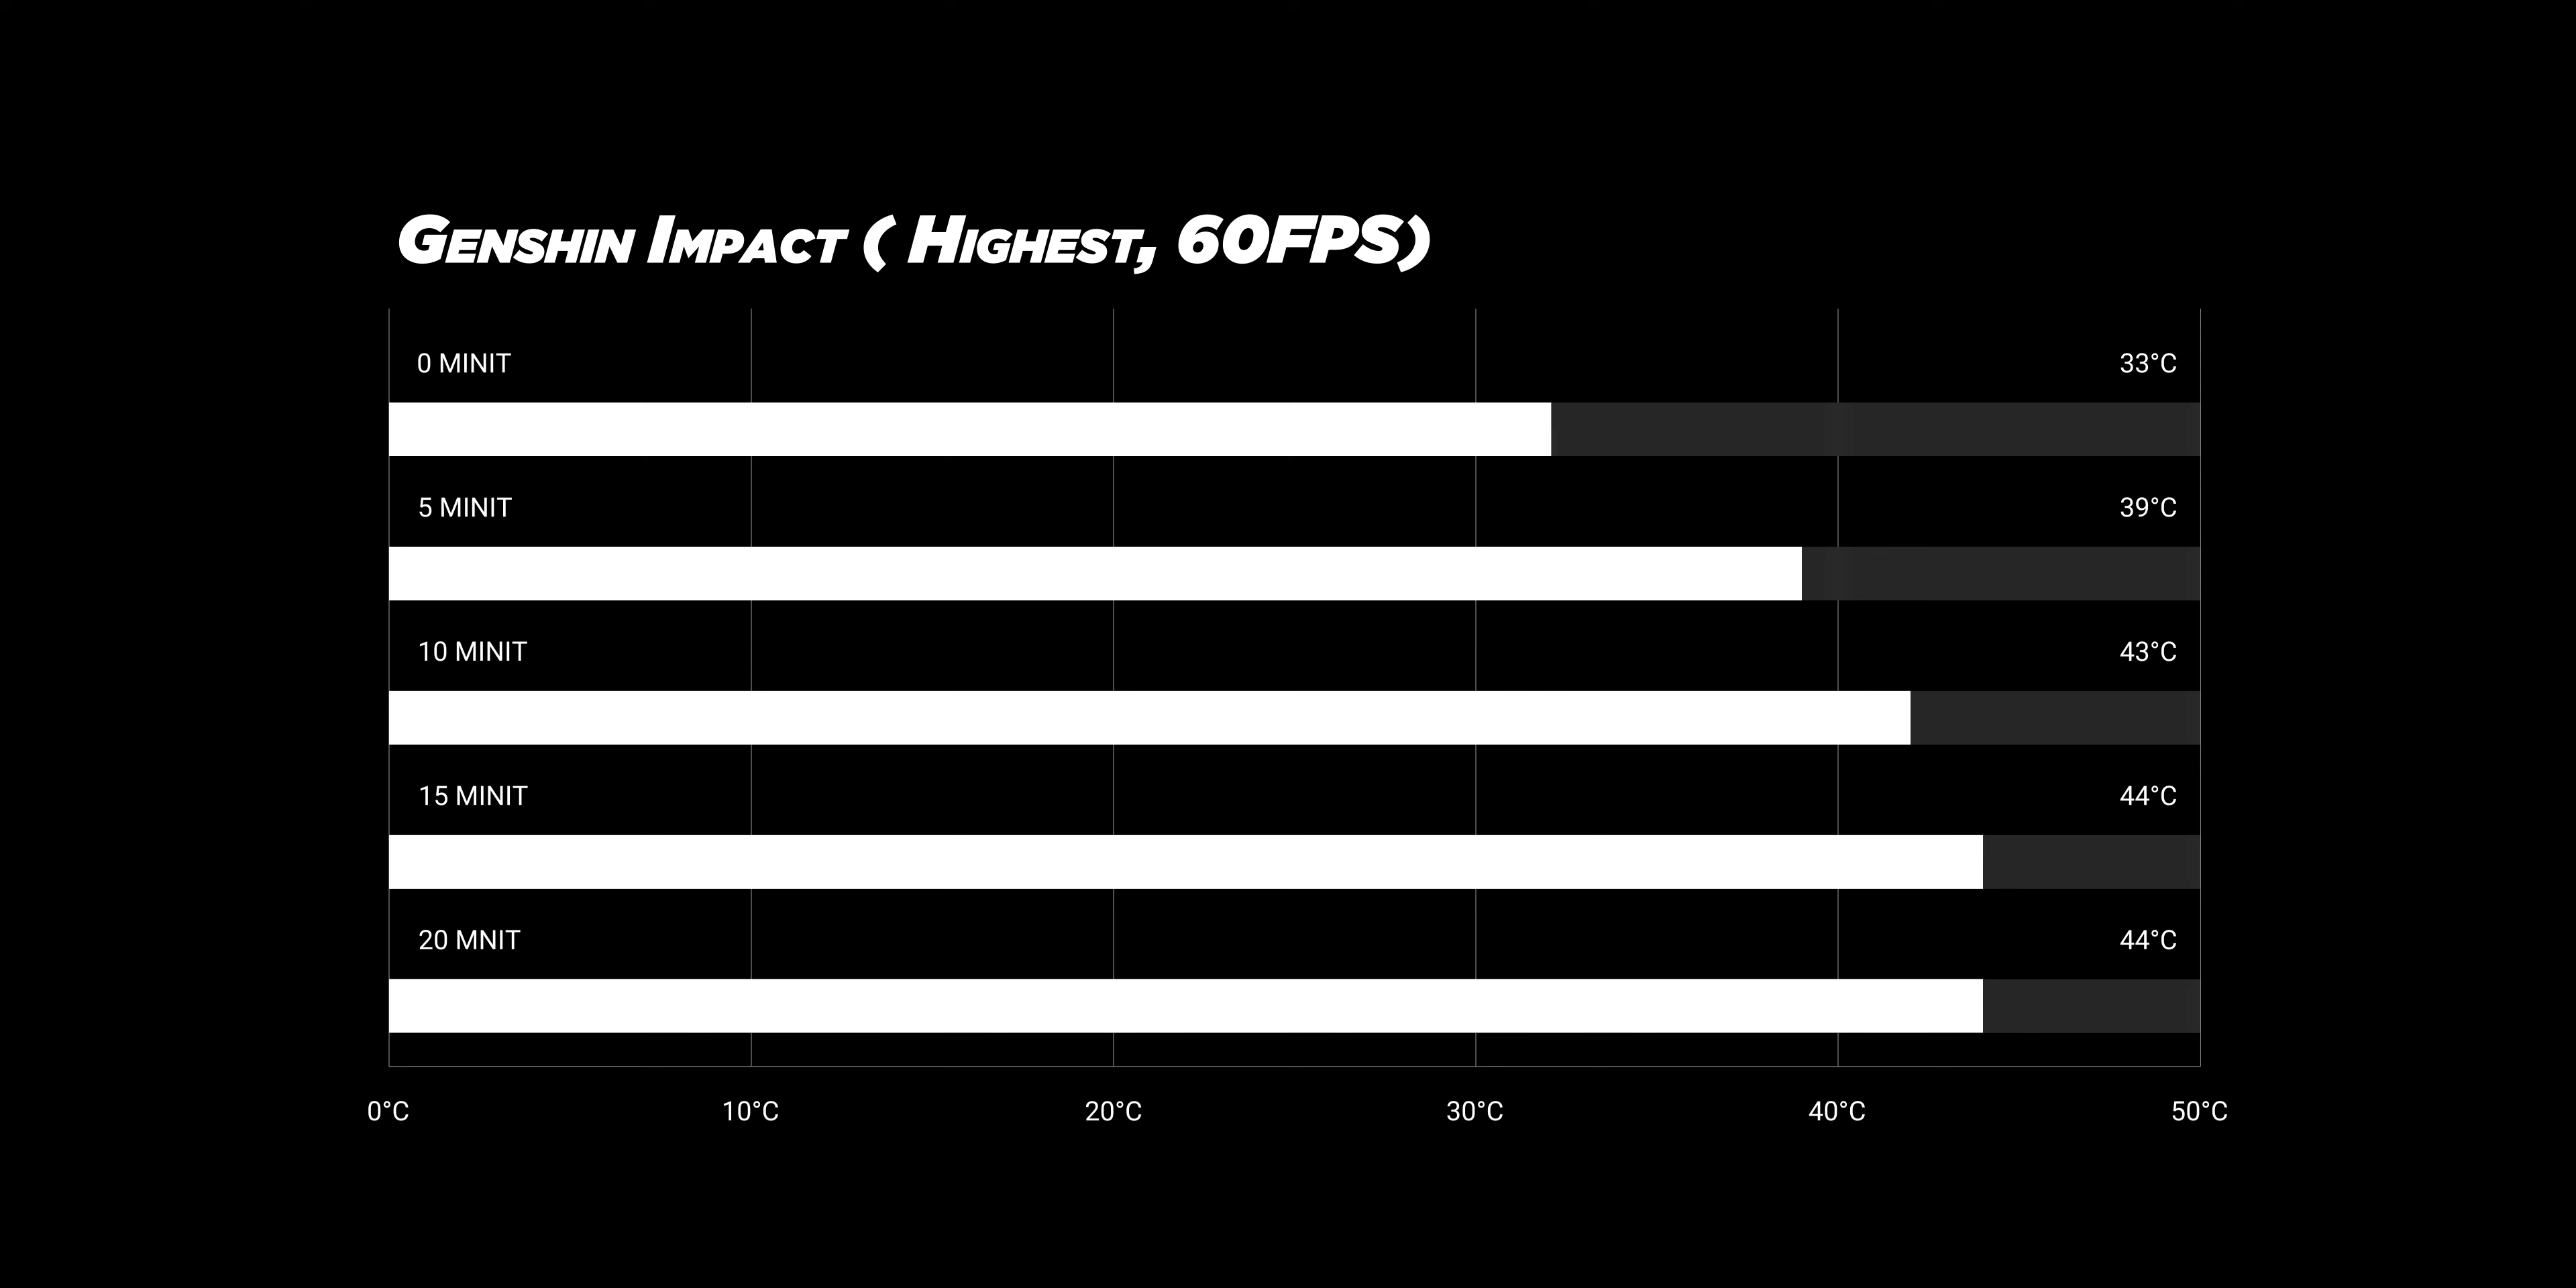 Genshin Impact ( Highest, 60FPS)
0 MINIT 33°C
5 MINIT 39°C
10 MINIT 43°C
15 MINIT 44°C
20 MNIT 44°C
0°C 10°C 20°C 30°C 40°C 50°C